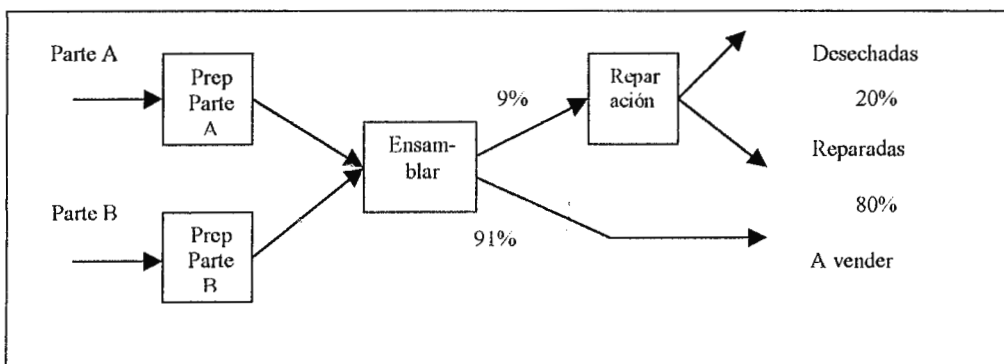 Parte A
Prep
Parte
A
Parte B
Prep
Parte
B
Ensam-
blar
9%
91%
Repar
ación
Desechadas
20%
Reparadas
80%
A vender